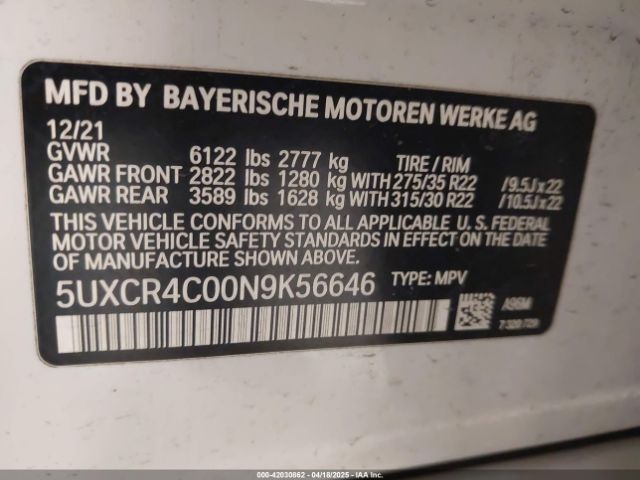 MFD BY BAYERISCHE MOTOREN WERKE AG
12/21
GVWR 6122 lbs 2777 kg TIRE / RIM
GAWR FRONT 2822 lbs 1280 kg WITH 275/35 R22 /9.5Jx22
GAWR REAR 3589 lbs 1628 kg WITH 315/30 R22 /10.5Jx22
THIS VEHICLE CONFORMS TO ALL APPLICABLE, U. S. FEDERAL
MOTOR VEHICLE SAFETY STANDARDS IN EFFECT ON THE DATE
OF MANUFACTURE SHOWN ABOVE.
5UXCR4C00N9K56646 TYPE: MPV
A96MI
000-42030862 - 04/18/2025 - IAAI.COM